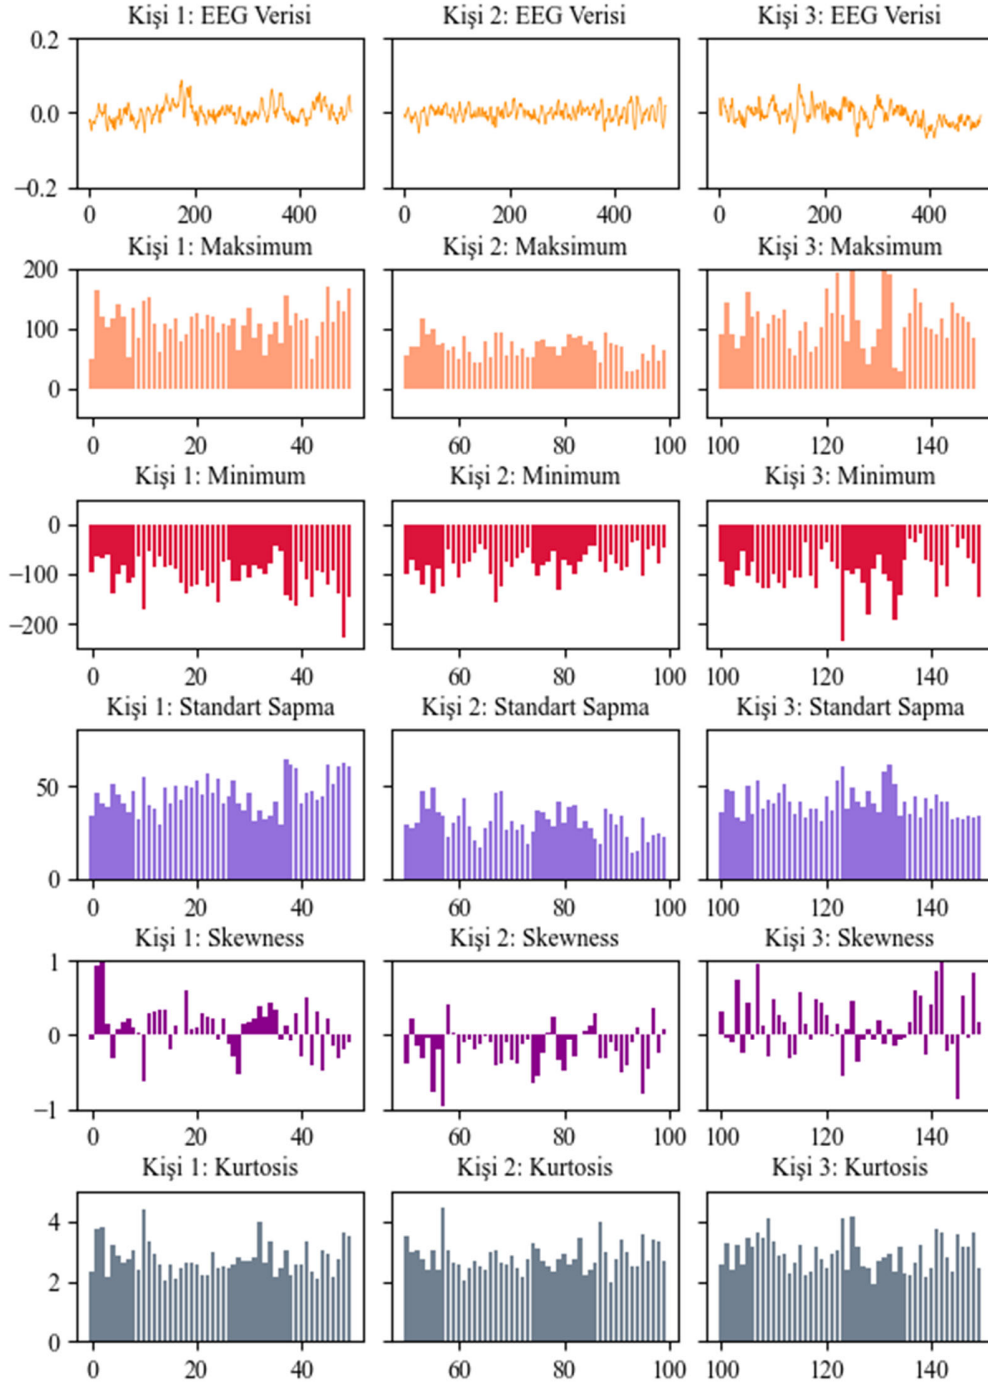 Kişi 1: EEG Verisi Kişi 2: EEG Verisi Kişi 3: EEG Verisi
0.2
0.0
−0.2
0 200 400 0 200 400 0 200 400
Kişi 1: Maksimum Kişi 2: Maksimum Kişi 3: Maksimum
200
100
0
0 20 40 60 80 100 100 120 140
Kişi 1: Minimum Kişi 2: Minimum Kişi 3: Minimum
0
−100
−200
0 20 40 60 80 100 100 120 140
Kişi 1: Standart Sapma Kişi 2: Standart Sapma Kişi 3: Standart Sapma
50
0
0 20 40 60 80 100 100 120 140
Kişi 1: Skewness Kişi 2: Skewness Kişi 3: Skewness
1
0
−1
0 20 40 60 80 100 100 120 140
Kişi 1: Kurtosis Kişi 2: Kurtosis Kişi 3: Kurtosis
4
2
0
0 20 40 60 80 100 100 120 140